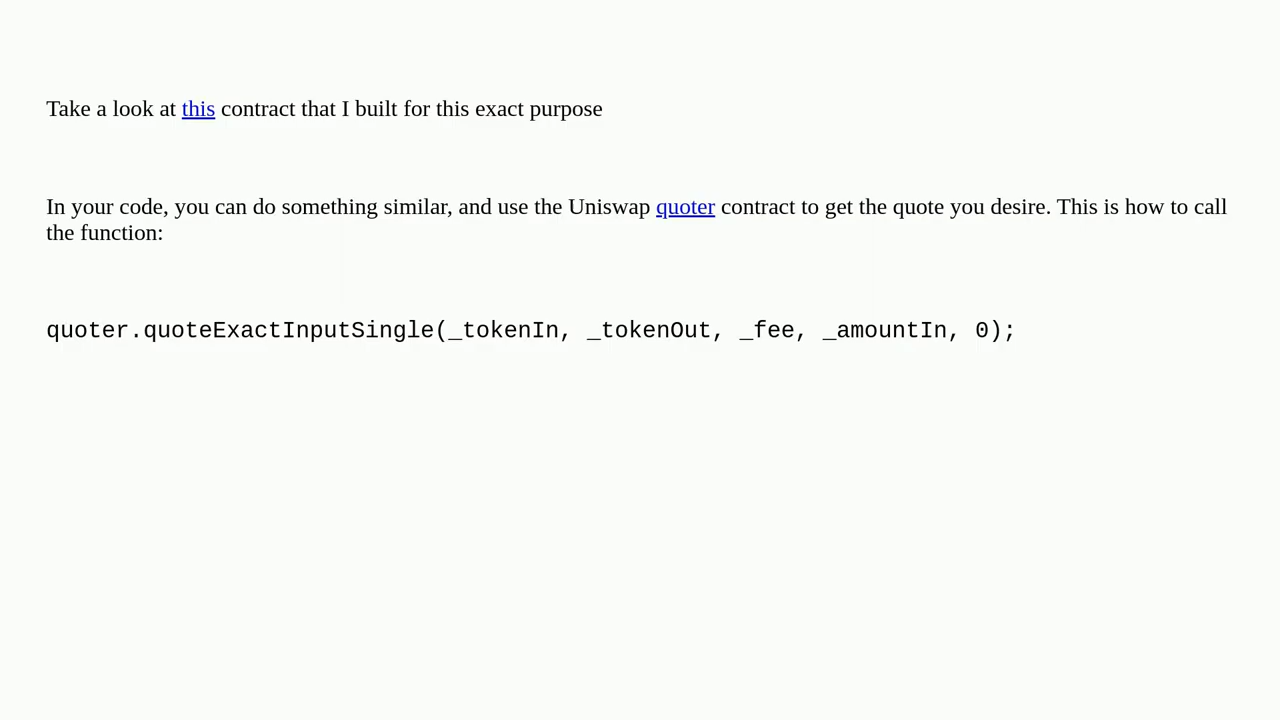 Take a look at this contract that I built for this exact purpose
In your code, you can do something similar, and use the Uniswap quoter contract to get the quote you desire. This is how to call
the function:
quoter.quoteExactInputSingle(_tokenIn, _tokenOut, _fee, _amountIn, 0);